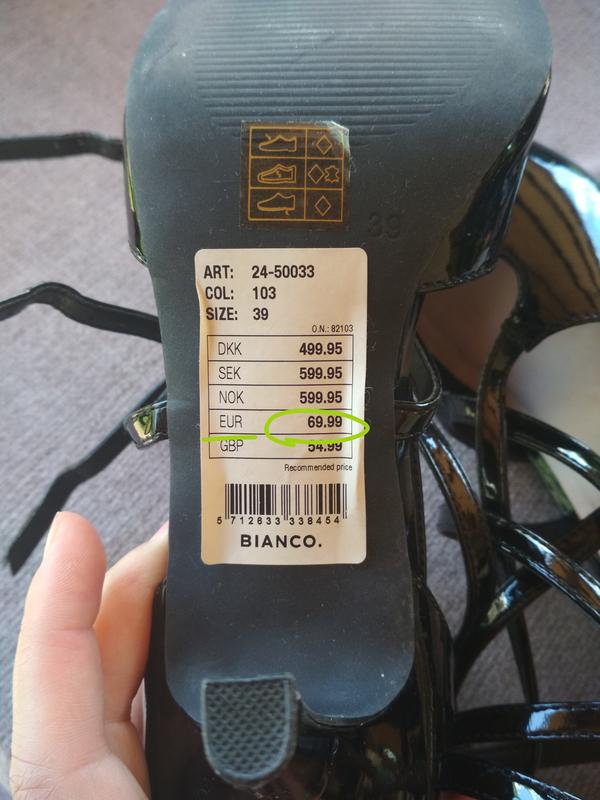 39
ART: 24-50033
COL: 103
SIZE: 39
O.N.: 82103
DKK 499.95
SEK 599.95
NOK 599.95
EUR 69.99
GBP 54.99
Recommended price
5 712633 338454
BIANCO.